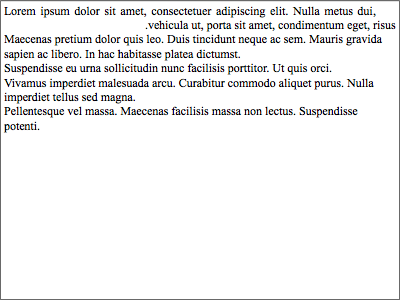 Lorem ipsum dolor sit amet, consectetuer adipiscing elit. Nulla metus dui,
.vehicula ut, porta sit amet, condimentum eget, risus
Maecenas pretium dolor quis leo. Duis tincidunt neque ac sem. Mauris gravida
sapien ac libero. In hac habitasse platea dictumst.
Suspendisse eu urna sollicitudin nunc facilisis porttitor. Ut quis orci.
Vivamus imperdiet malesuada arcu. Curabitur commodo aliquet purus. Nulla
imperdiet tellus sed magna.
Pellentesque vel massa. Maecenas facilisis massa non lectus. Suspendisse
potenti.